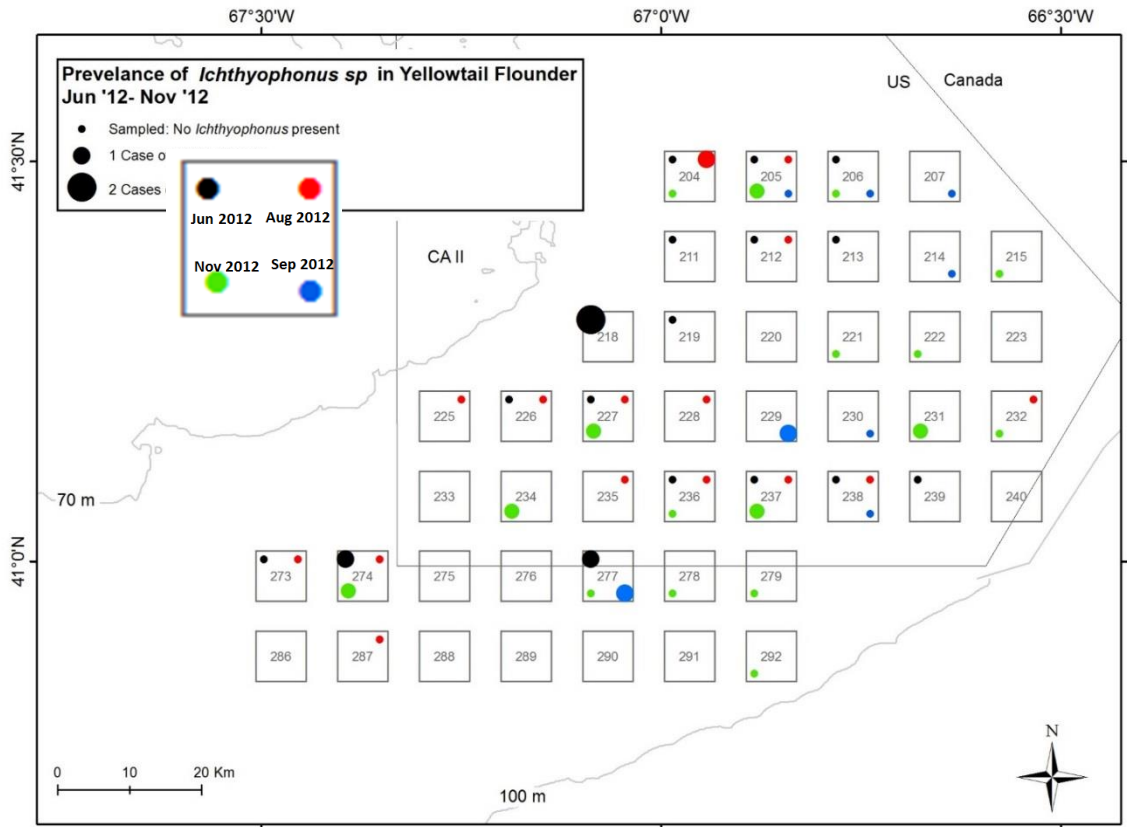 67°30'W 67°0'W 66°30'W
Prevelance of Ichthyophonus sp in Yellowtail Flounder
Jun '12- Nov '12
Sampled: No Ichthyophonus present
1 Case
2 Cases
Jun 2012 Aug 2012
Nov 2012 Sep 2012
US Canada
41°30'N
CA II
204 205 206 207
211 212 213 214 215
218 219 220 221 222 223
225 226 227 228 229 230 231 232
70 m
233 234 235 236 237 238 239 240
41°0'N
273 274 275 276 277 278 279
286 287 288 289 290 291 292
N
0 10 20 Km
100 m